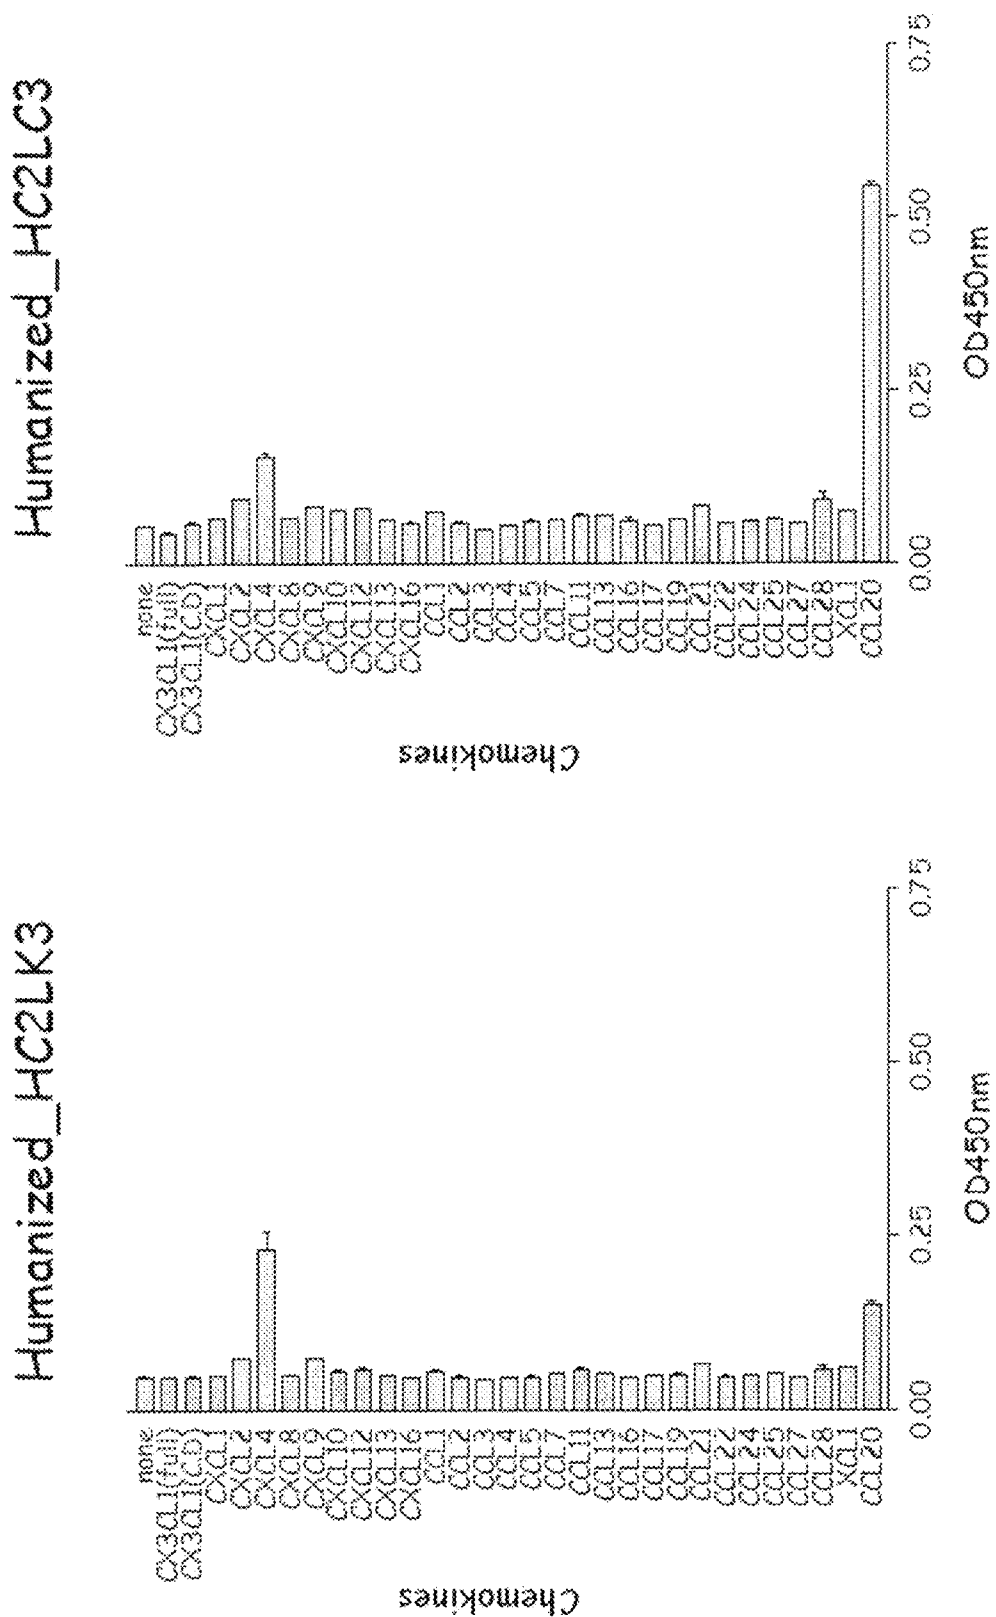 Humanized_HC2LK3
Chemokines
none
CX3CL1(full)
CX3CL1(CD)
CXCL1
CXCL2
CXCL4
CXCL8
CXCL9
CXCL10
CXCL12
CXCL13
CXCL16
CCL1
CCL2
CCL3
CCL4
CCL5
CCL7
CCL11
CCL13
CCL16
CCL17
CCL19
CCL21
CCL22
CCL24
CCL25
CCL27
CCL28
XCL1
CCL20
0.00
0.25
0.50
0.75
OD450nm
Humanized_HC2LC3
Chemokines
none
CX3CL1(full)
CX3CL1(CD)
CXCL1
CXCL2
CXCL4
CXCL8
CXCL9
CXCL10
CXCL12
CXCL13
CXCL16
CCL1
CCL2
CCL3
CCL4
CCL5
CCL7
CCL11
CCL13
CCL16
CCL17
CCL19
CCL21
CCL22
CCL24
CCL25
CCL27
CCL28
XCL1
CCL20
0.00
0.25
0.50
0.75
OD450nm